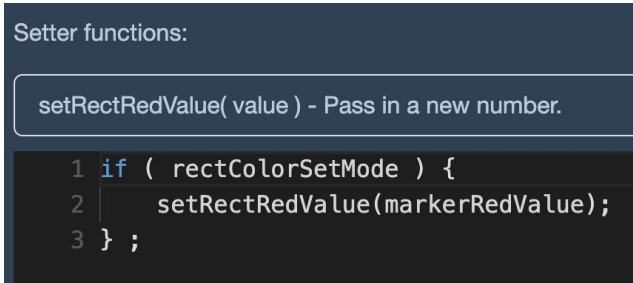 Setter functions:
setRectRedValue( value ) - Pass in a new number.
1 if ( rectColorSetMode ) {
2     setRectRedValue(markerRedValue);
3 } ;